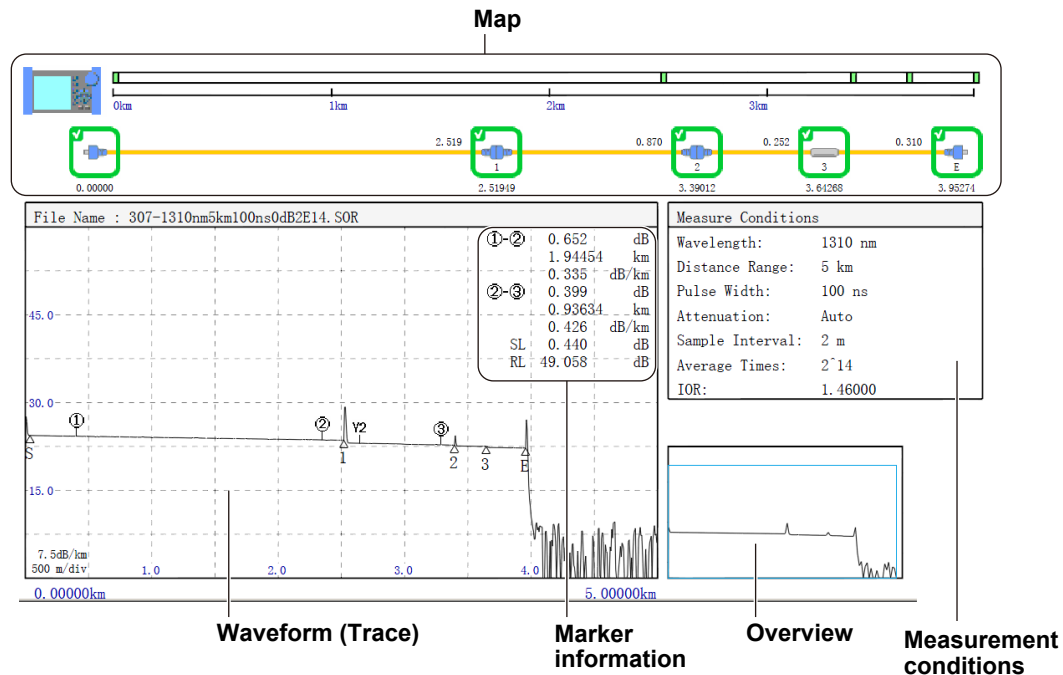 Map
0km 1km 2km 3km
2.519 0.870 0.252 0.310
1 2 3 E
0.00000 2.51949 3.39012 3.64268 3.95274
File Name : 307-1310nm5km100ns0dB2E14.SOR
①-② 0.652 dB
1.94454 km
0.335 dB/km
②-③ 0.399 dB
0.93634 km
0.426 dB/km
SL 0.440 dB
RL 49.058 dB
45.0
30.0
① ② Y2 ③
S 1 2 3 E
15.0
7.5dB/km
500 m/div 1.0 2.0 3.0 4.0
0.00000km 5.00000km
Measure Conditions
Wavelength: 1310 nm
Distance Range: 5 km
Pulse Width: 100 ns
Attenuation: Auto
Sample Interval: 2 m
Average Times: 2^14
IOR: 1.46000
Waveform (Trace)
Marker
information
Overview
Measurement
conditions